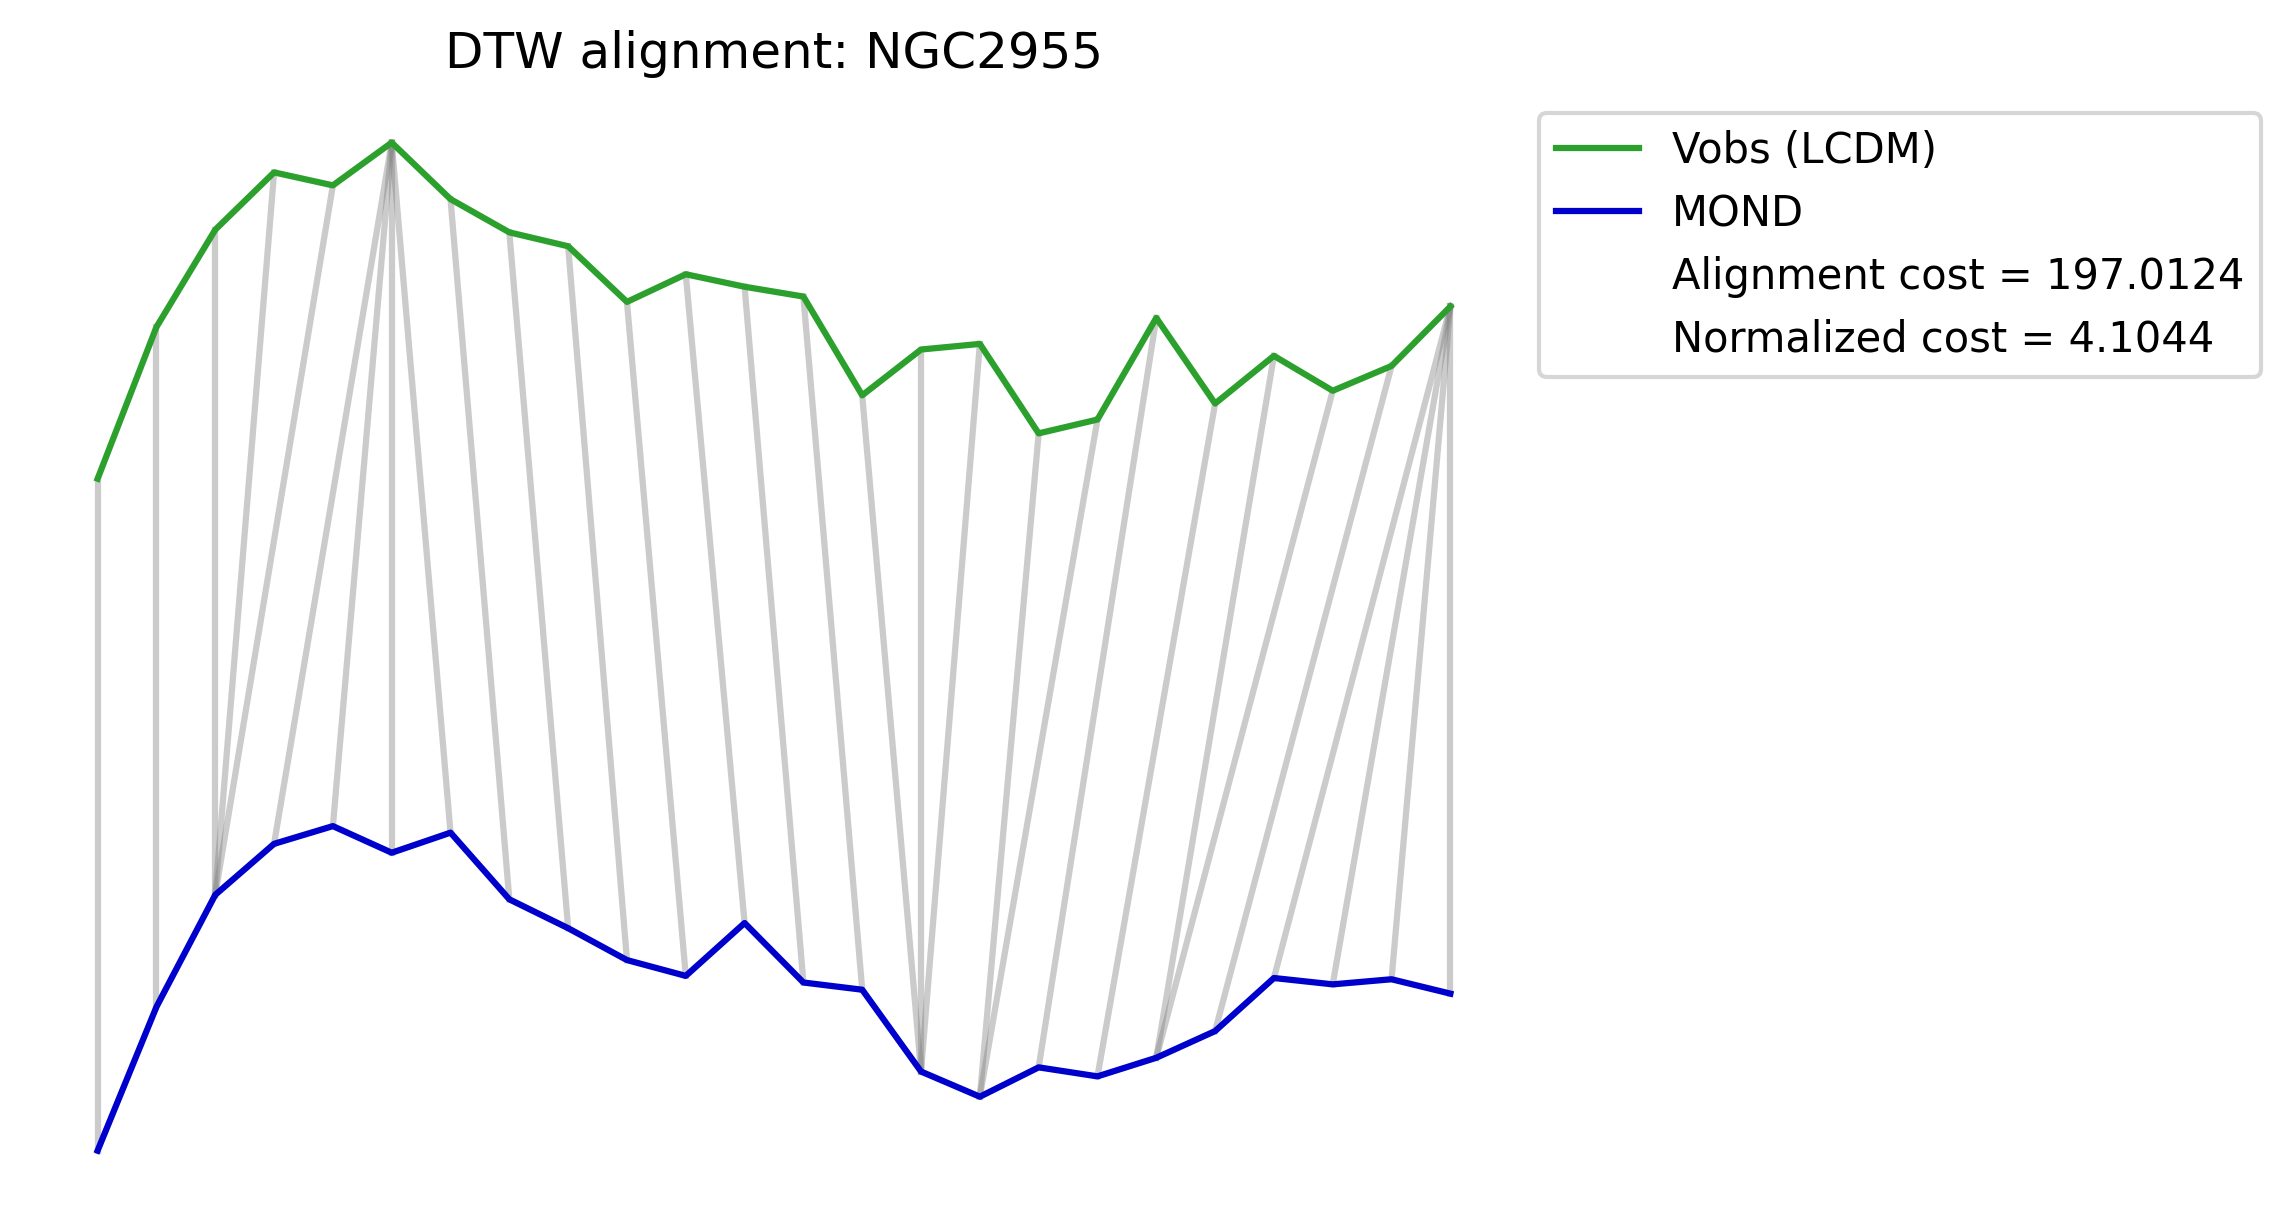 DTW alignment: NGC2955
Vobs (LCDM)
MOND
Alignment cost = 197.0124
Normalized cost = 4.1044